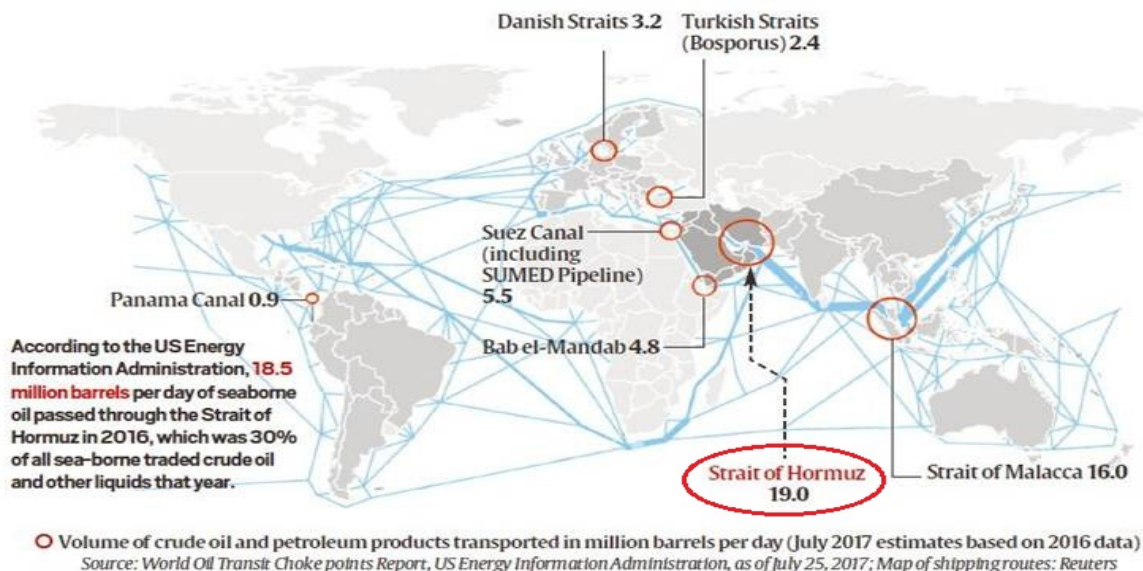 Danish Straits 3.2
Turkish Straits
(Bosporus) 2.4
Suez Canal
(including
SUMED Pipeline)
5.5
Panama Canal 0.9
Bab el-Mandab 4.8
According to the US Energy
Information Administration, 18.5
million barrels per day of seaborne
oil passed through the Strait of
Hormuz in 2016, which was 30%
of all sea-borne traded crude oil
and other liquids that year.
Strait of Hormuz
19.0
Strait of Malacca 16.0
Volume of crude oil and petroleum products transported in million barrels per day (July 2017 estimates based on 2016 data)
Source: World Oil Transit Choke points Report, US Energy Information Administration, as of July 25, 2017; Map of shipping routes: Reuters